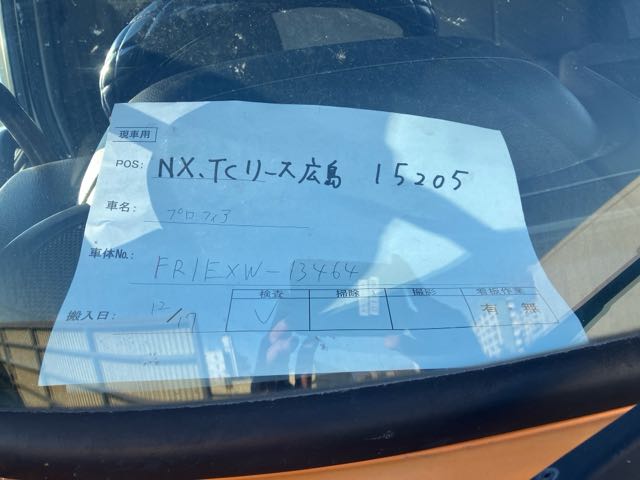 現車用
POS: NX、TCリース広島 15205
車名: プロフィア
車体No.: FR1EXW-13464
搬入日: 12/17
検査 掃除 撮影 看板作業
✓ 有 無